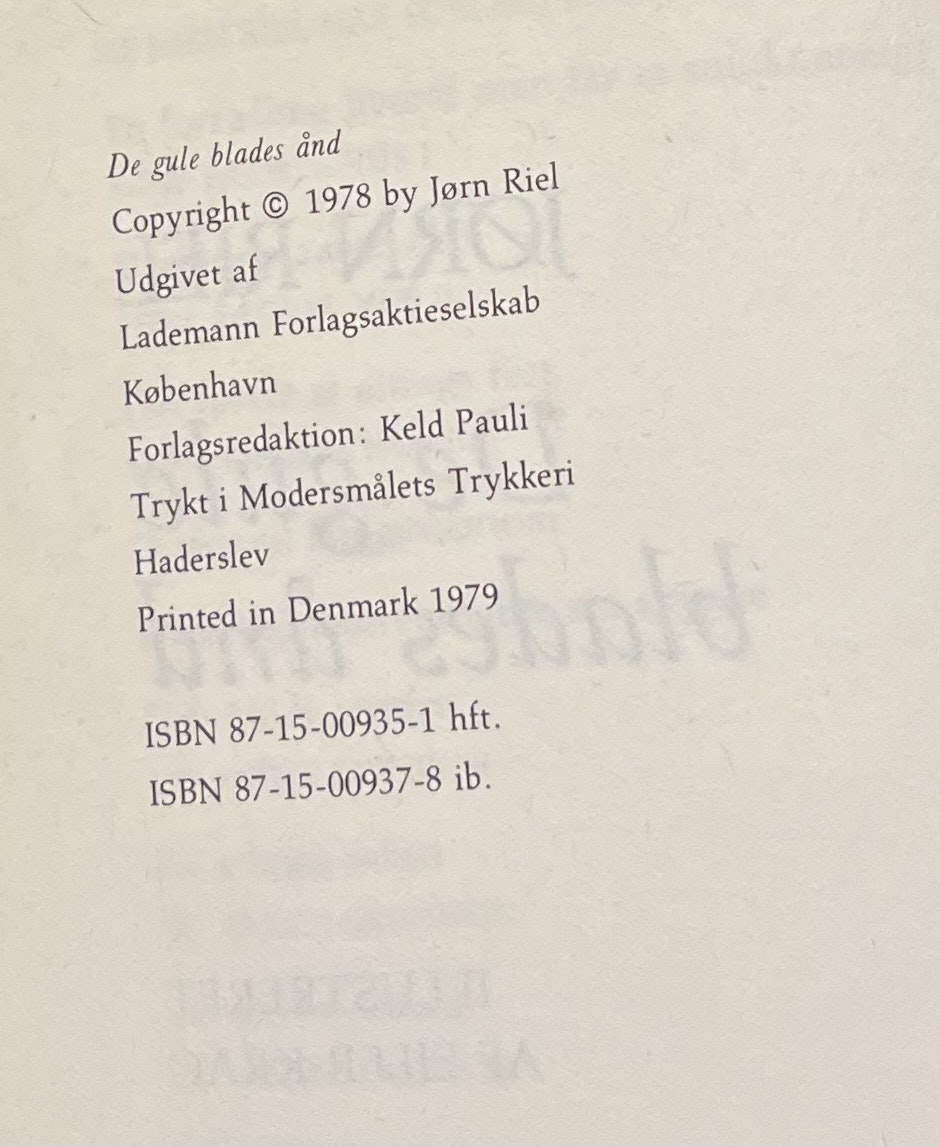 De gule blades ånd
Copyright © 1978 by Jørn Riel
Udgivet af
Lademann Forlagsaktieselskab
København
Forlagsredaktion: Keld Pauli
Trykt i Modersmålets Trykkeri
Haderslev
Printed in Denmark 1979
ISBN 87-15-00935-1 hft.
ISBN 87-15-00937-8 ib.